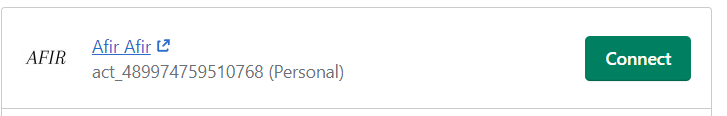 AFIR
Afir Afir
act_489974759510768 (Personal)
Connect